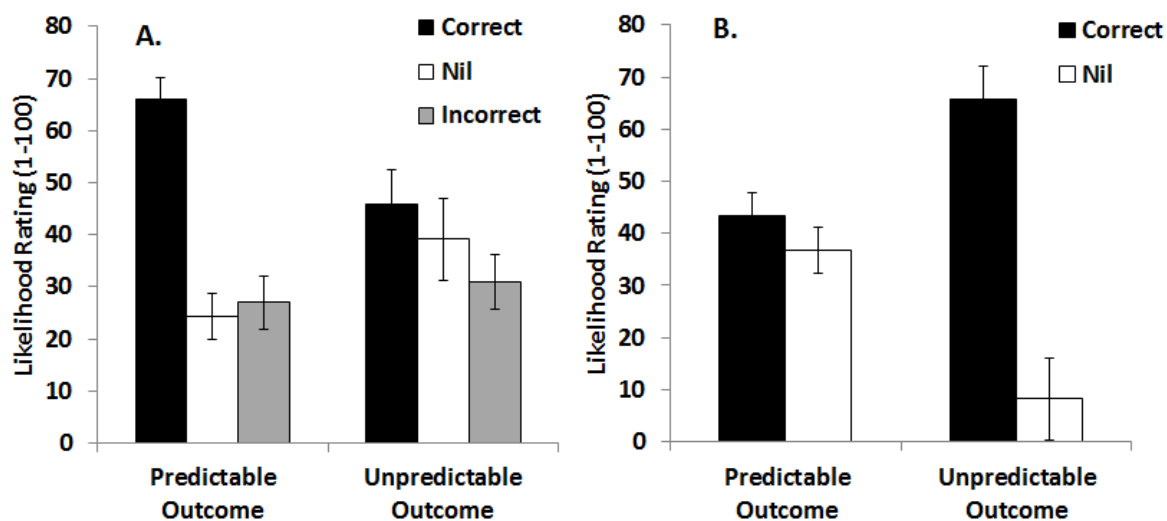 A.
Correct
Nil
Incorrect
Likelihood Rating (1-100)
80
70
60
50
40
30
20
10
0
Predictable Outcome
Unpredictable Outcome
B.
Correct
Nil
Likelihood Rating (1-100)
80
70
60
50
40
30
20
10
0
Predictable Outcome
Unpredictable Outcome